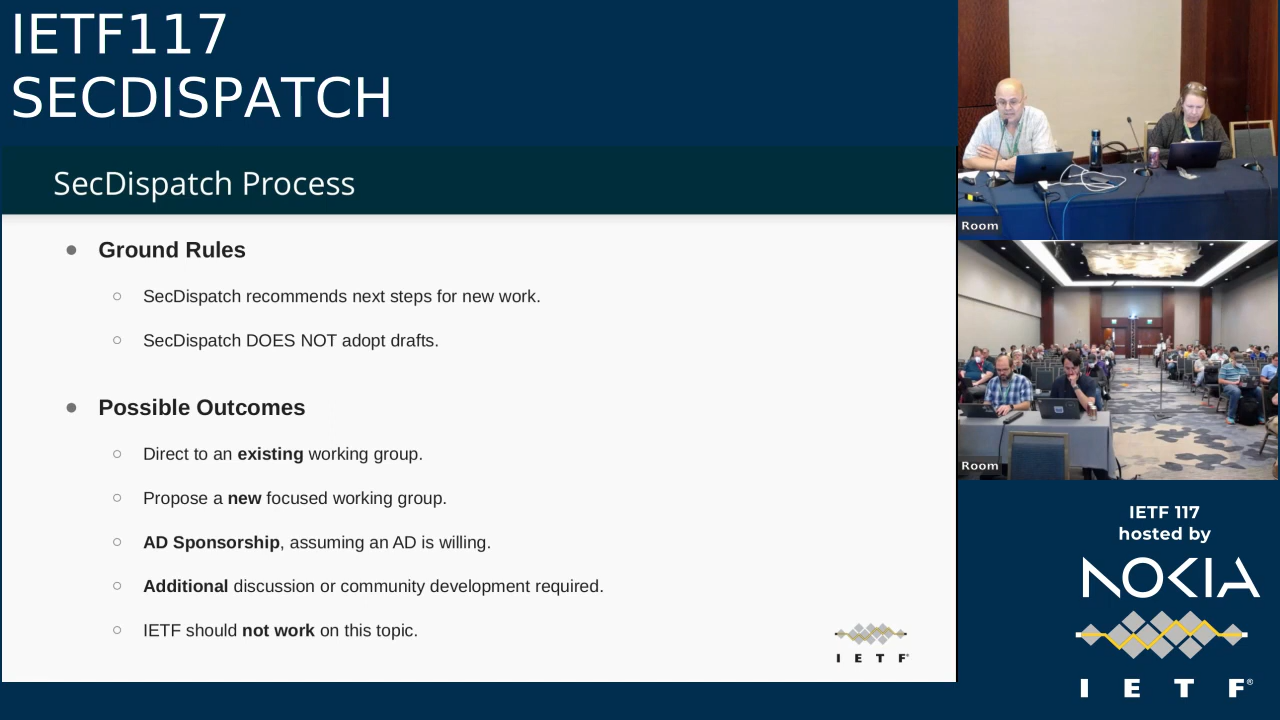 IETF117
SECDISPATCH
SecDispatch Process
Ground Rules
SecDispatch recommends next steps for new work.
SecDispatch DOES NOT adopt drafts.
Possible Outcomes
Direct to an existing working group.
Propose a new focused working group.
AD Sponsorship, assuming an AD is willing.
Additional discussion or community development required.
IETF should not work on this topic.
I E T F®
Room
Room
IETF 117
hosted by
NOKIA
I E T F®